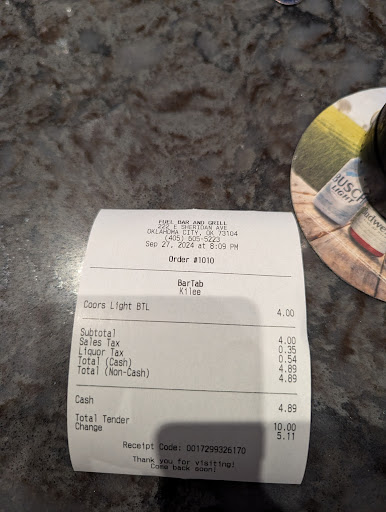 FUEL BAR AND GRILL
222 E SHERIDAN AVE
OKLAHOMA CITY, OK 73104
(405) 605-5223
Sep 27, 2024 at 8:09 PM
Order #1010
BarTab
Kilee
Coors Light BTL 4.00
Subtotal 4.00
Sales Tax 0.35
Liquor Tax 0.54
Total (Cash) 4.89
Total (Non-Cash) 4.89
Cash 4.89
Total Tender 10.00
Change 5.11
Receipt Code: 0017299326170
Thank you for visiting!
Come back soon!
BUSCH
LIGHT